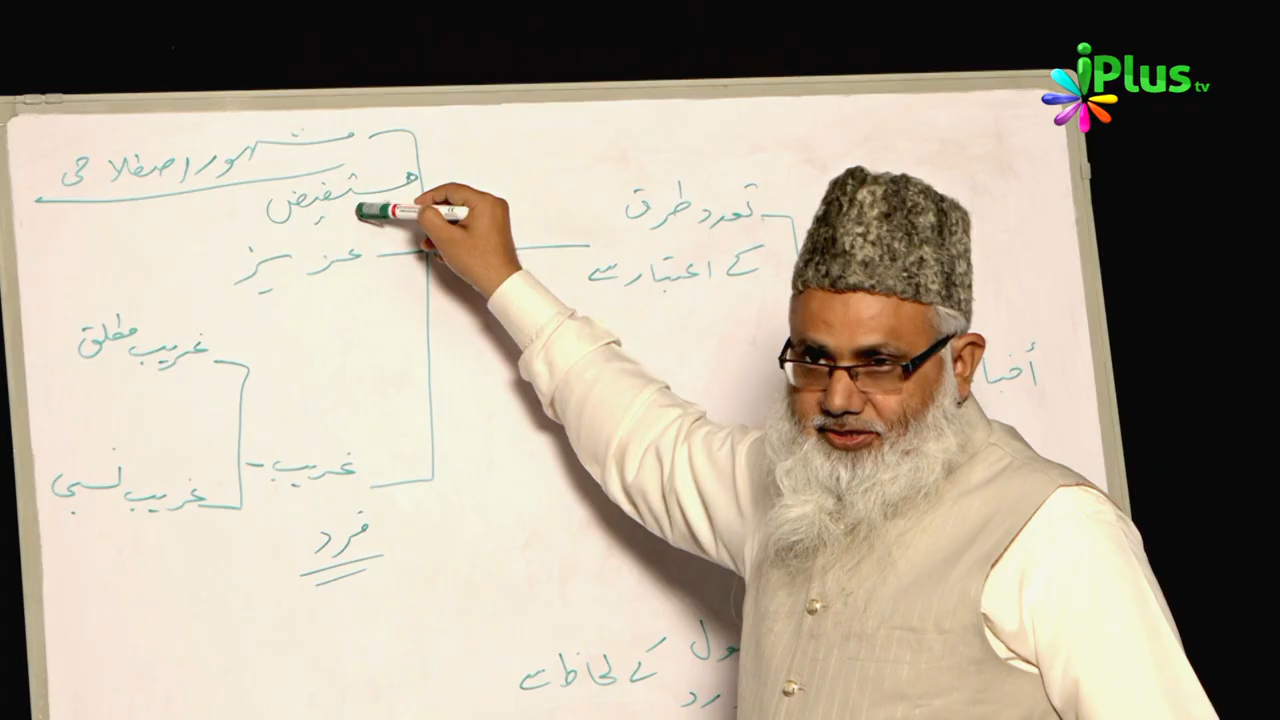 iPlus tv
مشہور اصطلاحی
مستفیض
تعدد طرق
کے اعتبار سے
عزیز
غریب مطلق
غریب
غریب نسبی
فرد
کے لحاظ سے